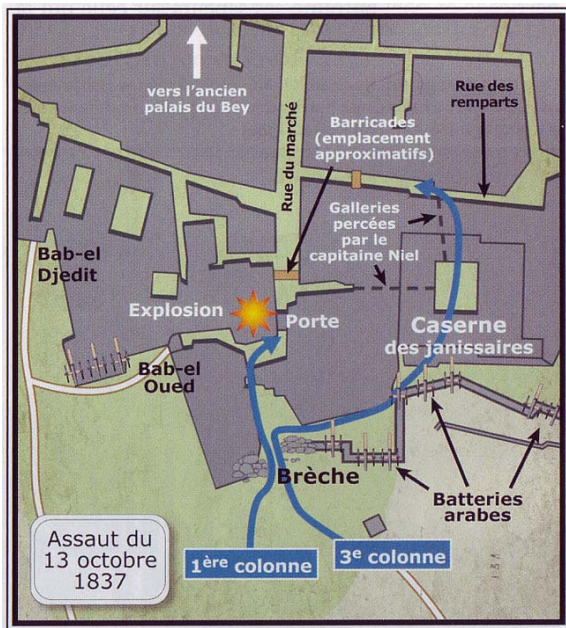 vers l'ancien
palais du Bey
Rue des
remparts
Barricades
(emplacement
approximatifs)
Rue du marché
Galleries
percées
par le
capitaine Niel
Bab-el
Djedit
Explosion
Porte
Caserne
des janissaires
Bab-el
Oued
Brèche
Batteries
arabes
Assaut du
13 octobre
1837
1ère colonne
3e colonne